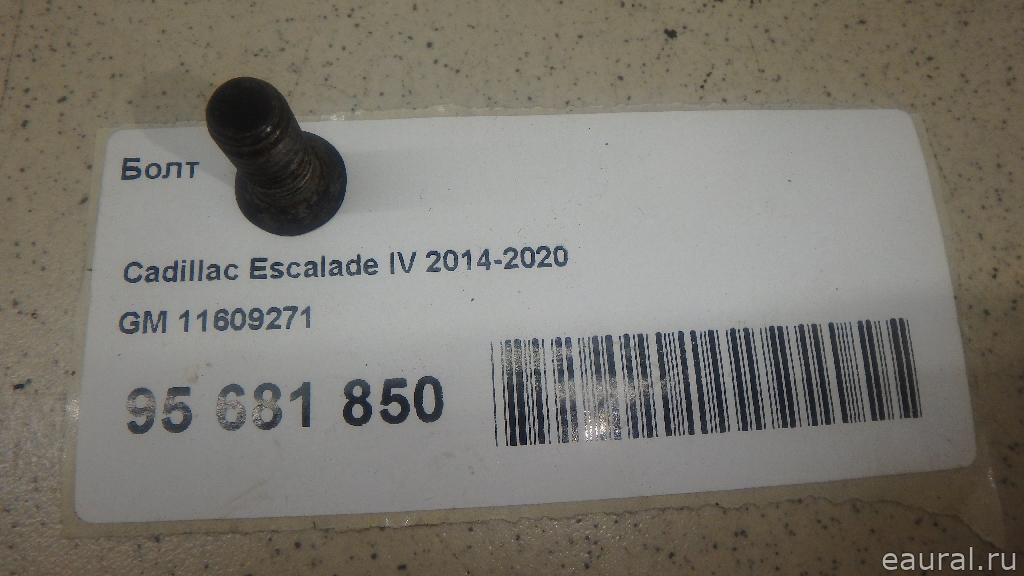 Болт
Cadillac Escalade IV 2014-2020
GM 11609271
95 681 850
eaural.ru